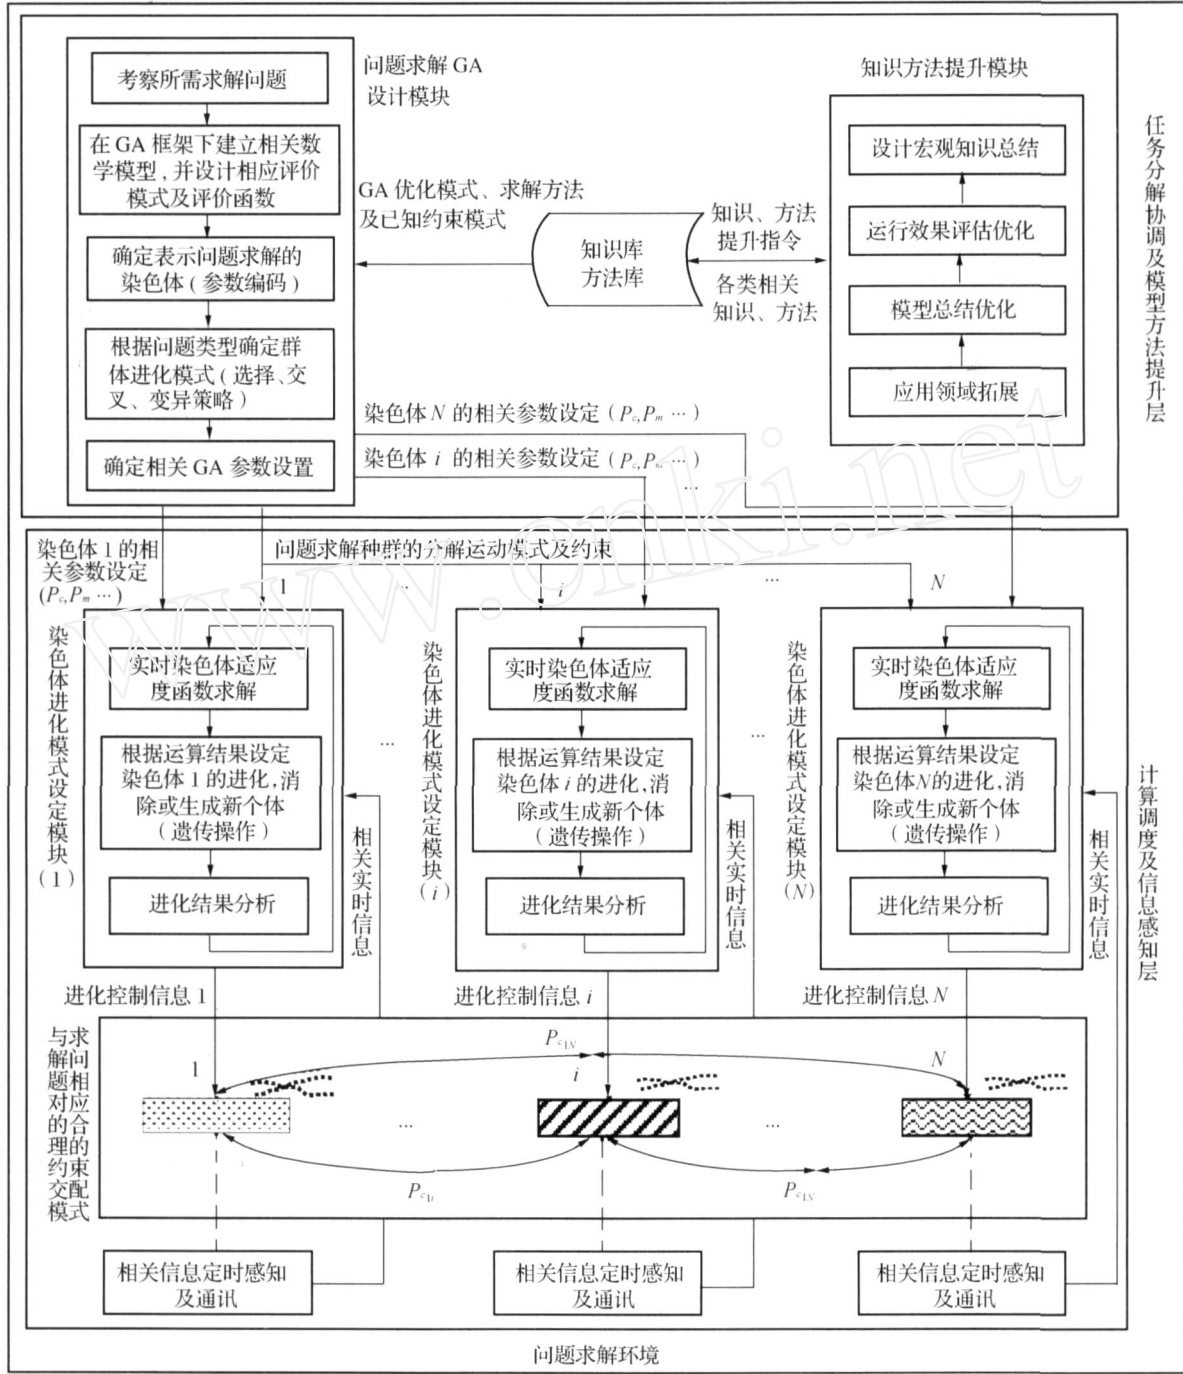 考察所需求解问题
在 GA 框架下建立相关数
学模型,并设计相应评价
模式及评价函数
确定表示问题求解的
染色体(参数编码)
根据问题类型确定群
体进化模式(选择、交
叉、变异策略)
确定相关 GA 参数设置
问题求解 GA
设计模块
GA 优化模式、求解方法
及已知约束模式
知识库
方法库
知识、方法
提升指令
各类相关
知识、方法
知识方法提升模块
设计宏观知识总结
运行效果评估优化
模型总结优化
应用领域拓展
任务分解协调及模型方法提升层
染色体 N 的相关参数设定(Pc,Pm …)
染色体 i 的相关参数设定(Pc,Pm …)
…
www.cnki.net
染色体 1 的相
关参数设定
(Pc,Pm …)
问题求解种群的分解运动模式及约束
1
…
i
…
N
染色体进化模式设定模块(1)
实时染色体适应
度函数求解
根据运算结果设定
染色体 1 的进化,消
除或生成新个体
(遗传操作)
进化结果分析
相关实时信息
…
染色体进化模式设定模块(i)
实时染色体适应
度函数求解
根据运算结果设定
染色体 i 的进化,消
除或生成新个体
(遗传操作)
进化结果分析
相关实时信息
…
染色体进化模式设定模块(N)
实时染色体适应
度函数求解
根据运算结果设定
染色体N的进化,消
除或生成新个体
(遗传操作)
进化结果分析
相关实时信息
计算调度及信息感知层
进化控制信息 1
进化控制信息 i
进化控制信息 N
与求
解问
题相
对应
的合
理的
约束
交配
模式
1
Pc1N
i
N
…
…
Pc1i
Pc1N
相关信息定时感知
及通讯
相关信息定时感知
及通讯
相关信息定时感知
及通讯
问题求解环境